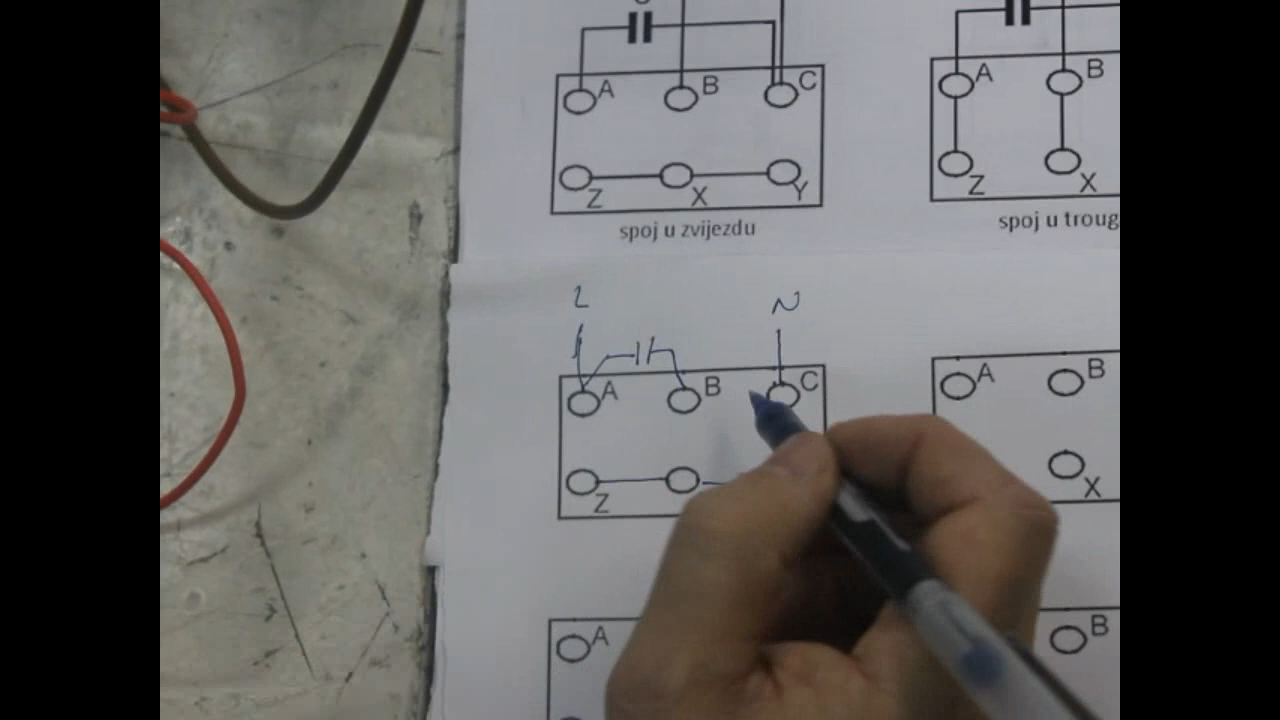 A B C
A B
Z X Y
Z X
spoj u zvijezdu
spoj u troug
L N
A B C
A B
Z
X
A
B